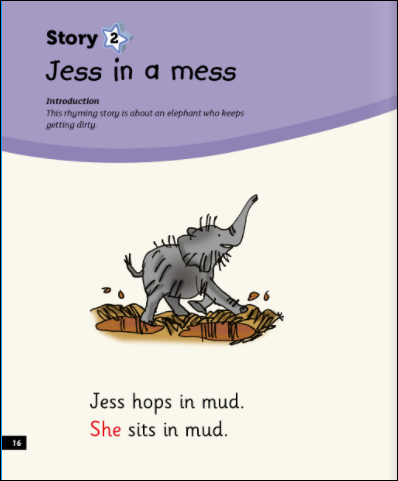 Story 2
Jess in a mess
Introduction
This rhyming story is about an elephant who keeps
getting dirty.
Jess hops in mud.
She sits in mud.
16